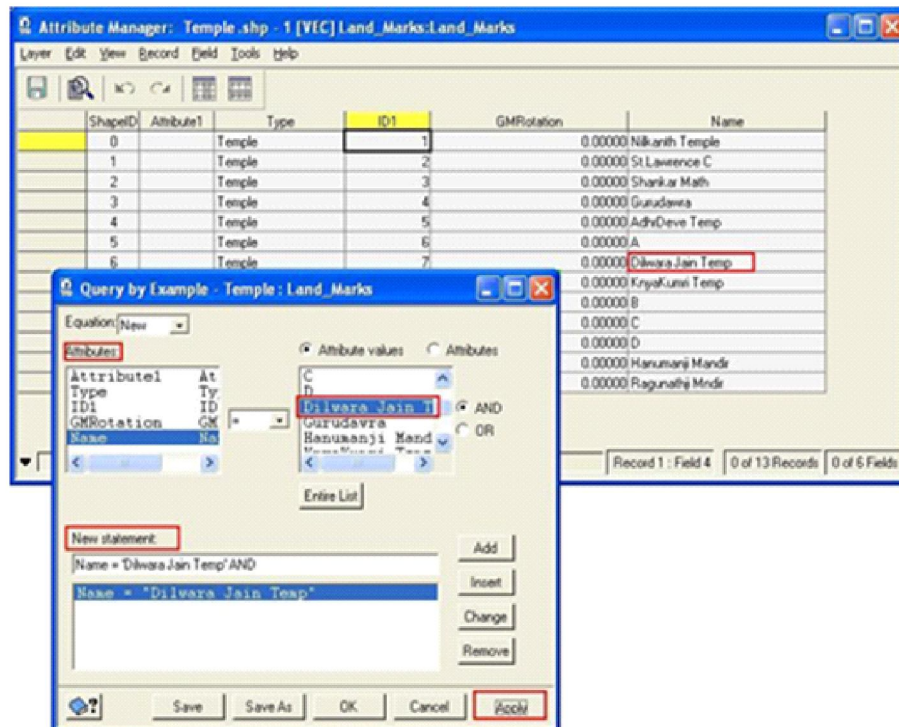 Attribute Manager: Temple .shp - 1 [VEC] Land_Marks:Land_Marks
Layer Edit View Record Field Tools Help
ShapeID Attribute1 Type ID1 GMRotation Name
0 Temple 1 0.00000 Nilkanth Temple
1 Temple 2 0.00000 St.Lawrence C
2 Temple 3 0.00000 Shankar Math
3 Temple 4 0.00000 Gurudawra
4 Temple 5 0.00000 AdhiDeve Temp
5 Temple 6 0.00000 A
6 Temple 7 0.00000 Dilwara Jain Temp
0.00000 KnyaKumri Temp
0.00000 B
0.00000 C
0.00000 D
0.00000 Hanumanji Mandir
0.00000 Ragunathji Mndir
Record 1 : Field 4 0 of 13 Records 0 of 6 Fields
Query by Example - Temple : Land_Marks
Equation: New
Attributes: Attribute values Attributes
Attribute1 At
Type Ty
ID1 ID
GMRotation GM
Name Na
=
C
D
Dilwara Jain T
Gurudavra
Hanumanji Mand
AND
OR
Entire List
New statement:
Name = "Dilwara Jain Temp" AND
Name = "Dilwara Jain Temp"
Add
Insert
Change
Remove
? Save Save As OK Cancel Apply